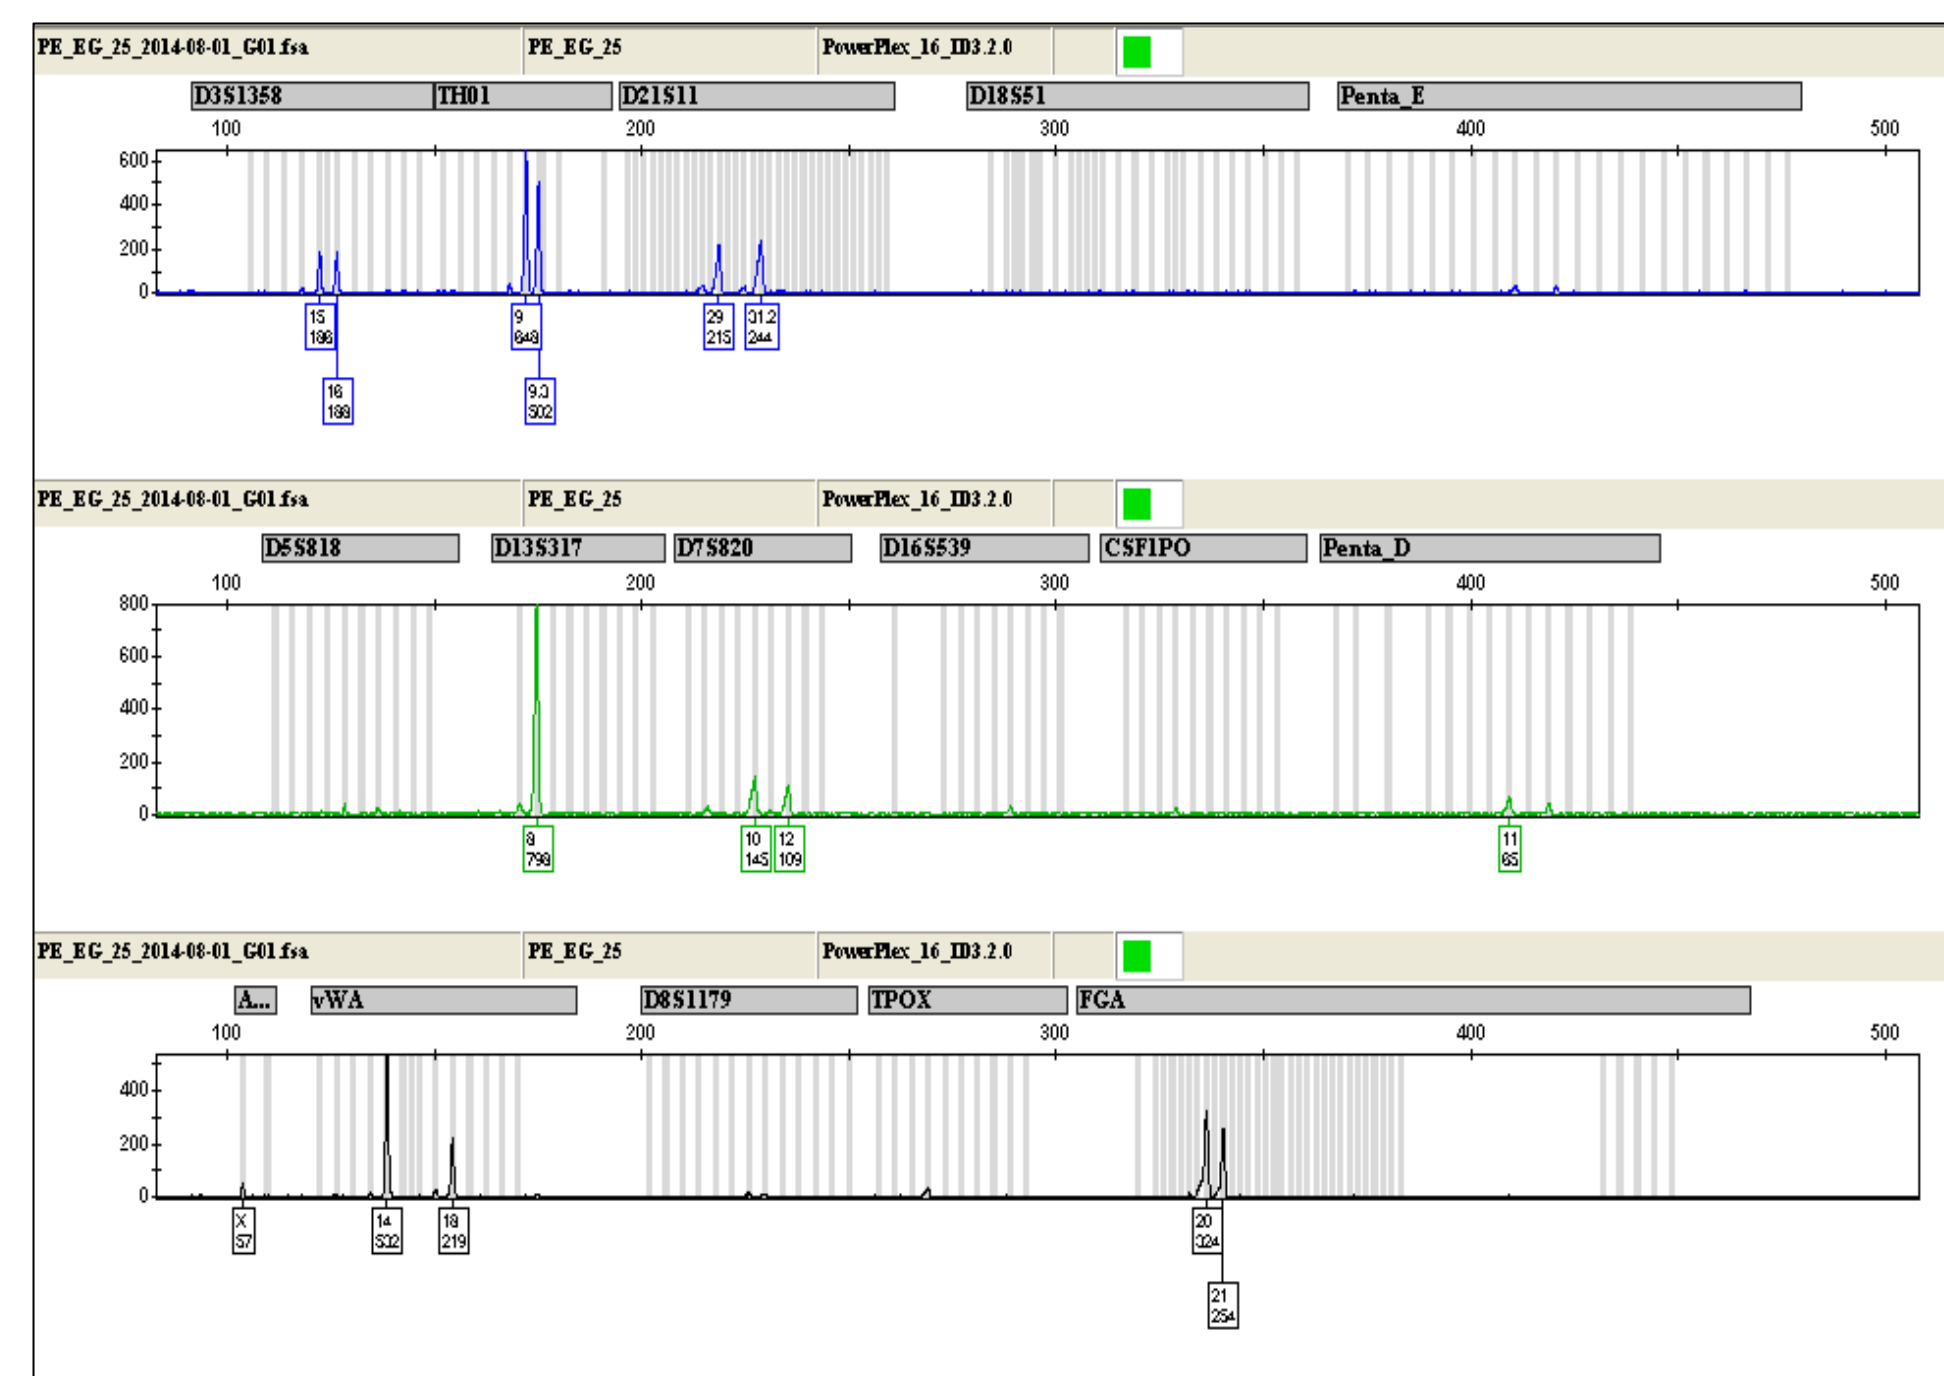 PE_EG_25_2014-08-01_G01.fsa PE_EG_25 PowerPlex_16_ID3.2.0
D3S1358 TH01 D21S11 D18S51 Penta_E
100 200 300 400 500
600
400
200
0
15 9 29 31.2
186 648 215 244
16 9.3
188 502
PE_EG_25_2014-08-01_G01.fsa PE_EG_25 PowerPlex_16_ID3.2.0
D5S818 D13S317 D7S820 D16S539 CSF1PO Penta_D
100 200 300 400 500
800
600
400
200
0
8 10 12 11
798 145 109 65
PE_EG_25_2014-08-01_G01.fsa PE_EG_25 PowerPlex_16_ID3.2.0
A... vWA D8S1179 TPOX FGA
100 200 300 400 500
400
200
0
X 14 18 20
57 532 219 324
21
254